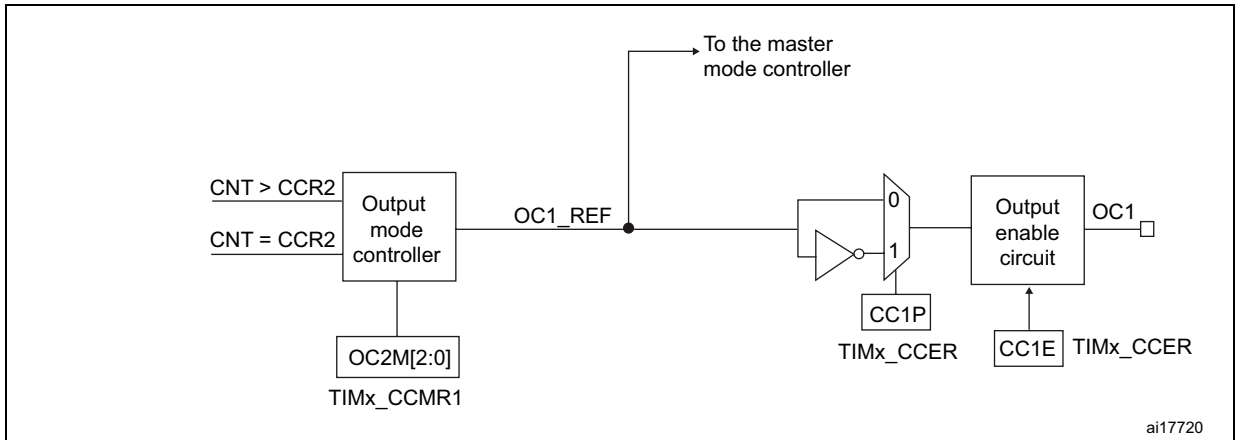 To the master
mode controller
CNT > CCR2
CNT = CCR2
Output
mode
controller
OC1_REF
0
1
Output
enable
circuit
OC1
CC1P
TIMx_CCER
CC1E
TIMx_CCER
OC2M[2:0]
TIMx_CCMR1
ai17720